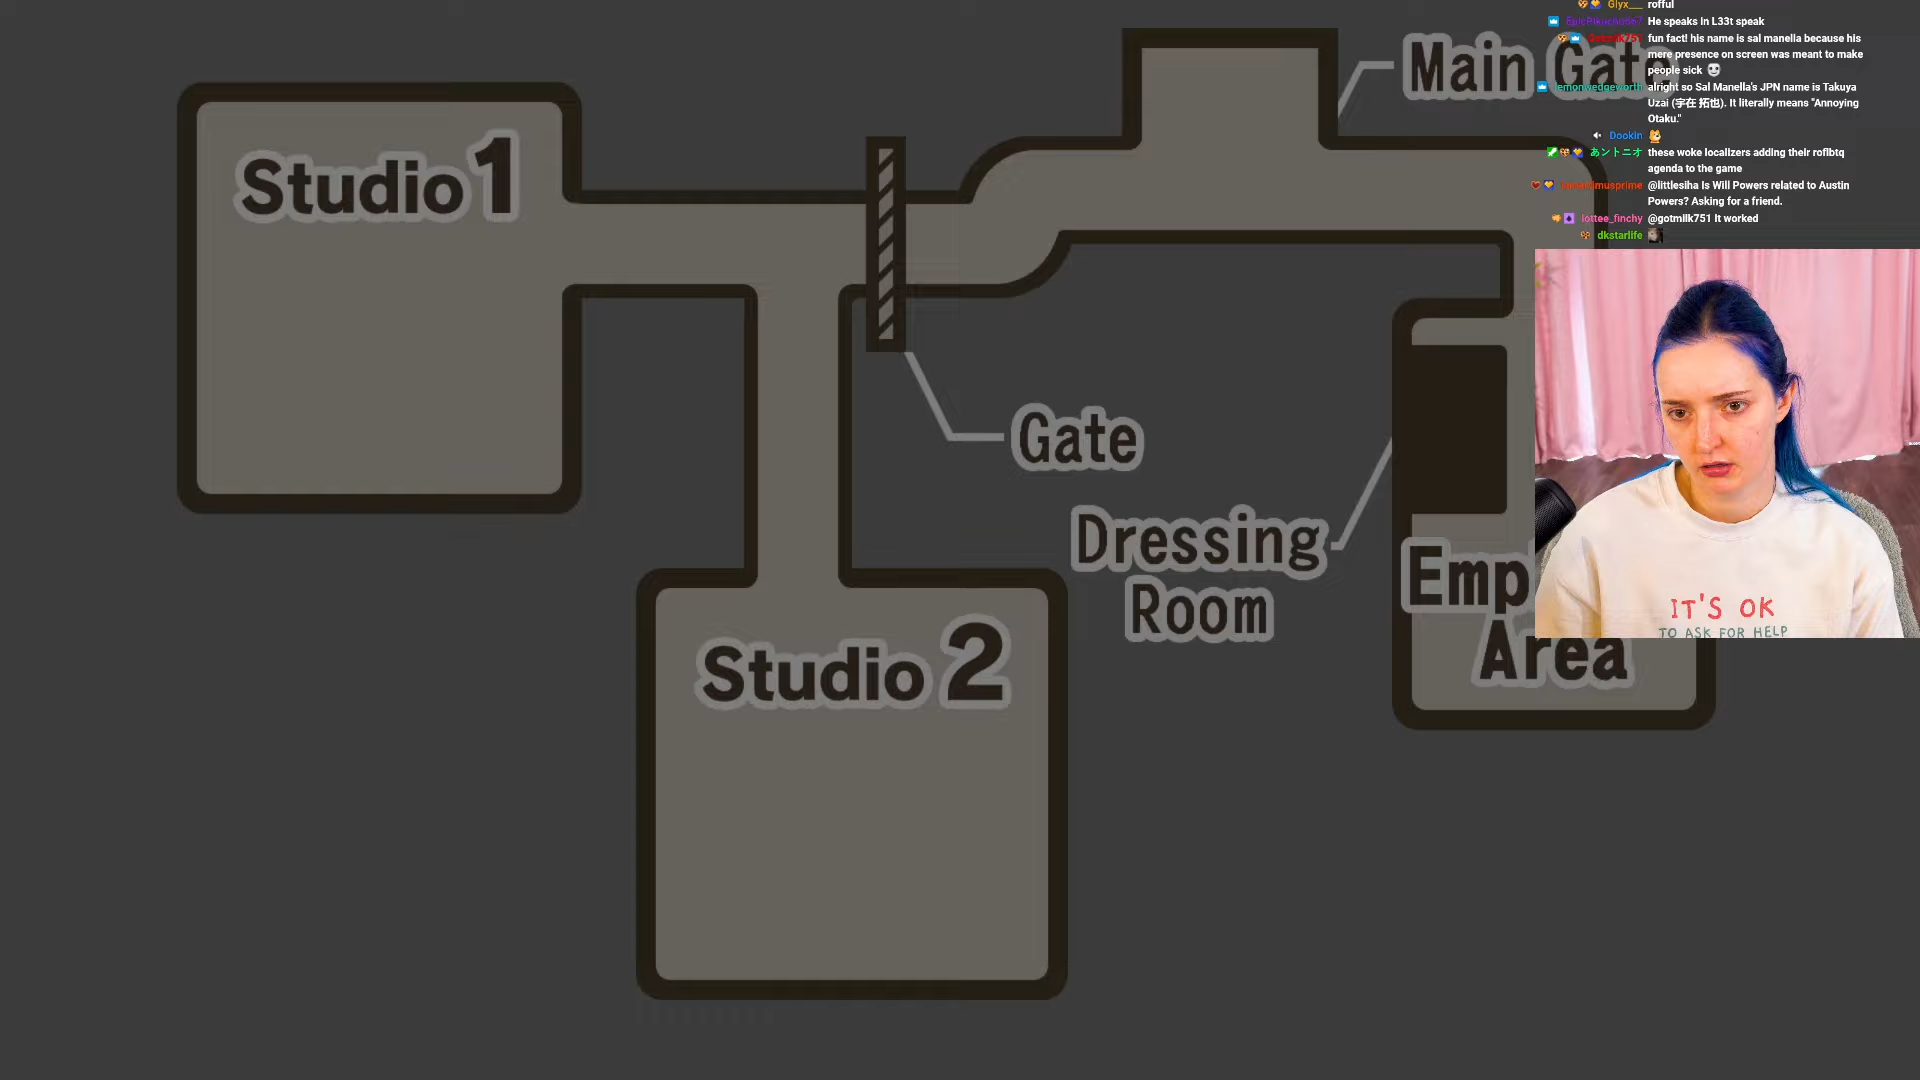 Glyx__ rofful
EpicPikachu567 He speaks in L33t speak
Gotmilk751 fun fact! his name is sal manella because his
mere presence on screen was meant to make
people sick
lemonwedgeworth alright so Sal Manella's JPN name is Takuya
Uzai (宇在 拓也). It literally means "Annoying
Otaku."
Dookin
あントニオ these woke localizers adding their roflbtq
agenda to the game
@littlesiha Is Will Powers related to Austin
Powers? Asking for a friend.
lottee_finchy @gotmilk751 It worked
dkstarlife
Main Gate
Studio 1
Gate
Dressing
Room
Emp
Area
Studio 2
IT'S OK
TO ASK FOR HELP